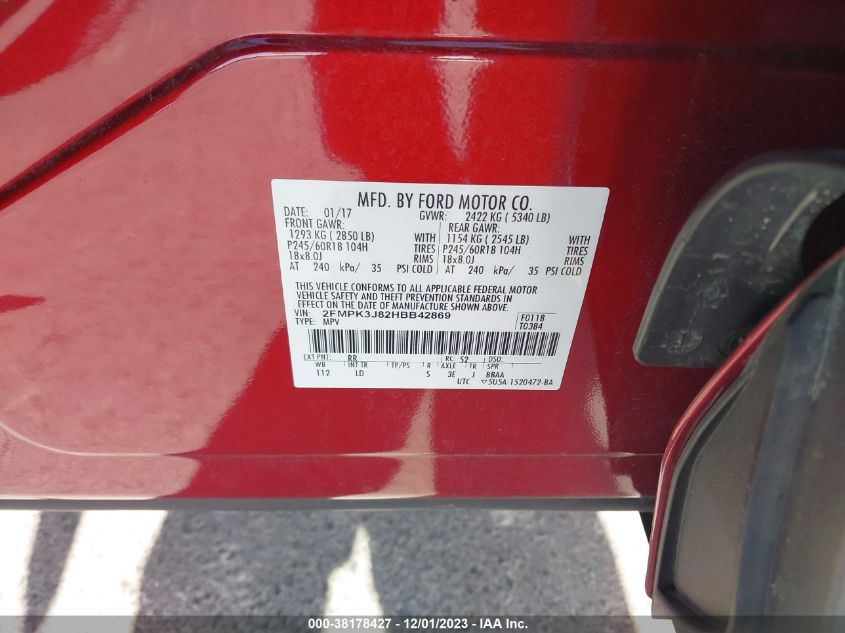 MFD. BY FORD MOTOR CO.
DATE: 01/17 GVWR: 2422 KG ( 5340 LB)
FRONT GAWR: REAR GAWR:
1293 KG ( 2850 LB) WITH 1154 KG ( 2545 LB) WITH
P245/60R18 104H TIRES P245/60R18 104H TIRES
18x8.0J RIMS 18x8.0J RIMS
AT 240 kPa/ 35 PSI COLD AT 240 kPa/ 35 PSI COLD
THIS VEHICLE CONFORMS TO ALL APPLICABLE FEDERAL MOTOR
VEHICLE SAFETY AND THEFT PREVENTION STANDARDS IN
EFFECT ON THE DATE OF MANUFACTURE SHOWN ABOVE.
VIN: 2FMPK3J82HBB42869 F0118
TYPE: MPV T0384
EXT PNT: RR RC: 52 DSO:
WB INT TR TP/PS R AXLE TR SPR
112 LD S 3E J BBAA
UTC ▽5U5A-1520472-BA
000-38178427 - 12/01/2023 - IAAI.com